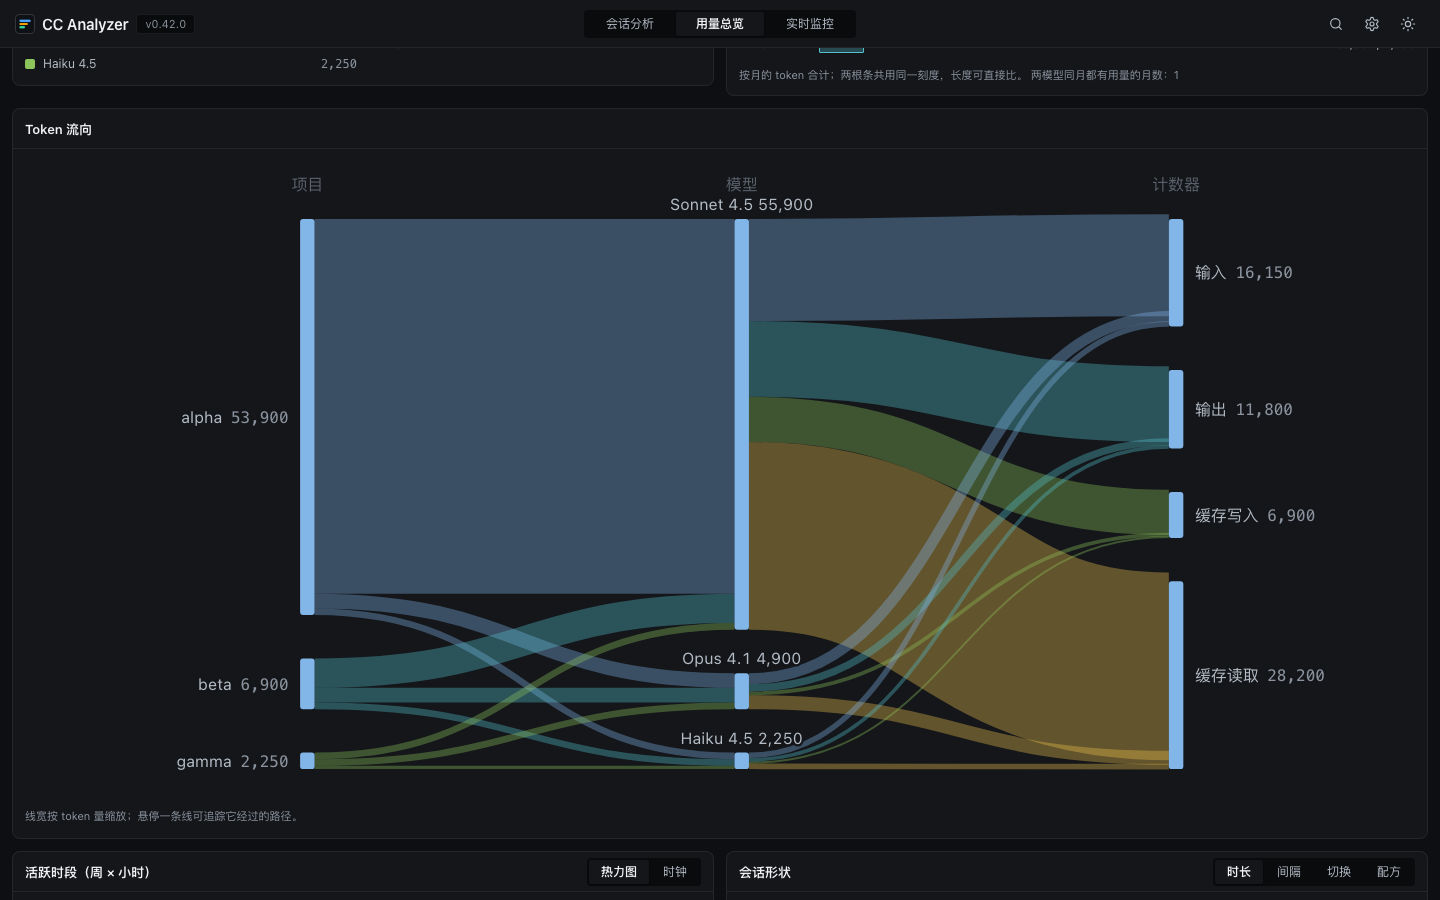 CC Analyzer v0.42.0 会话分析 用量总览 实时监控
Haiku 4.5 2,250
按月的 token 合计；两根条共用同一刻度，长度可直接比。 两模型同月都有用量的月数：1
Token 流向
项目 模型 计数器
Sonnet 4.5 55,900
输入 16,150
输出 11,800
alpha 53,900
缓存写入 6,900
Opus 4.1 4,900
缓存读取 28,200
beta 6,900
Haiku 4.5 2,250
gamma 2,250
线宽按 token 量缩放；悬停一条线可追踪它经过的路径。
活跃时段（周 × 小时） 热力图 时钟
会话形状 时长 间隔 切换 配方